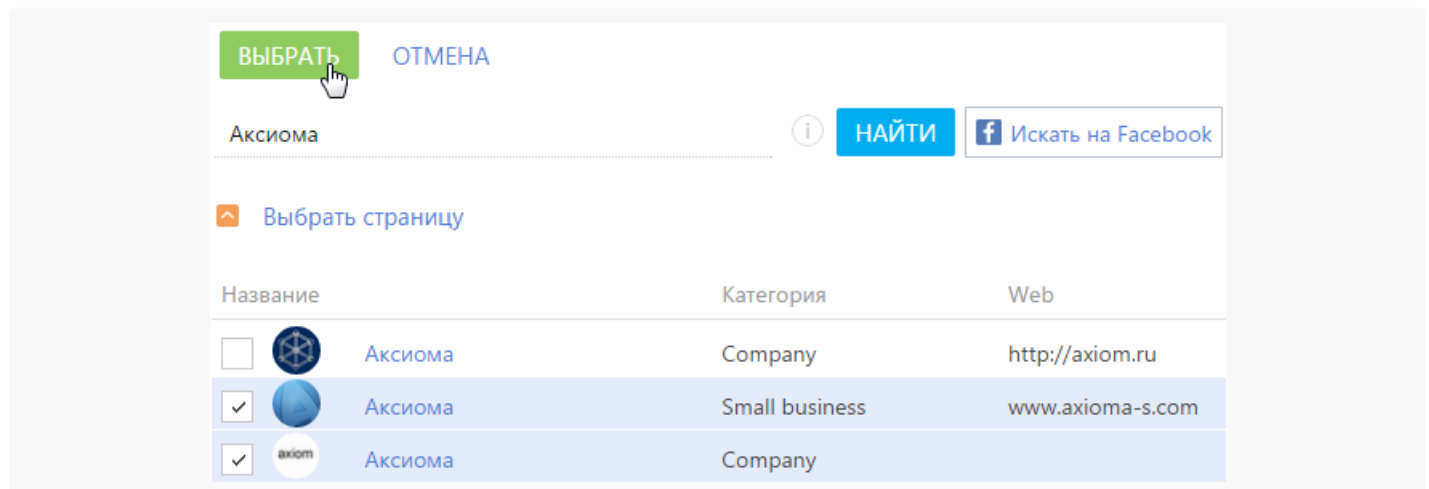 ВЫБРАТЬ ОТМЕНА
Аксиома i НАЙТИ f Искать на Facebook
Выбрать страницу
Название Категория Web
Аксиома Company http://axiom.ru
Аксиома Small business www.axioma-s.com
axiom Аксиома Company